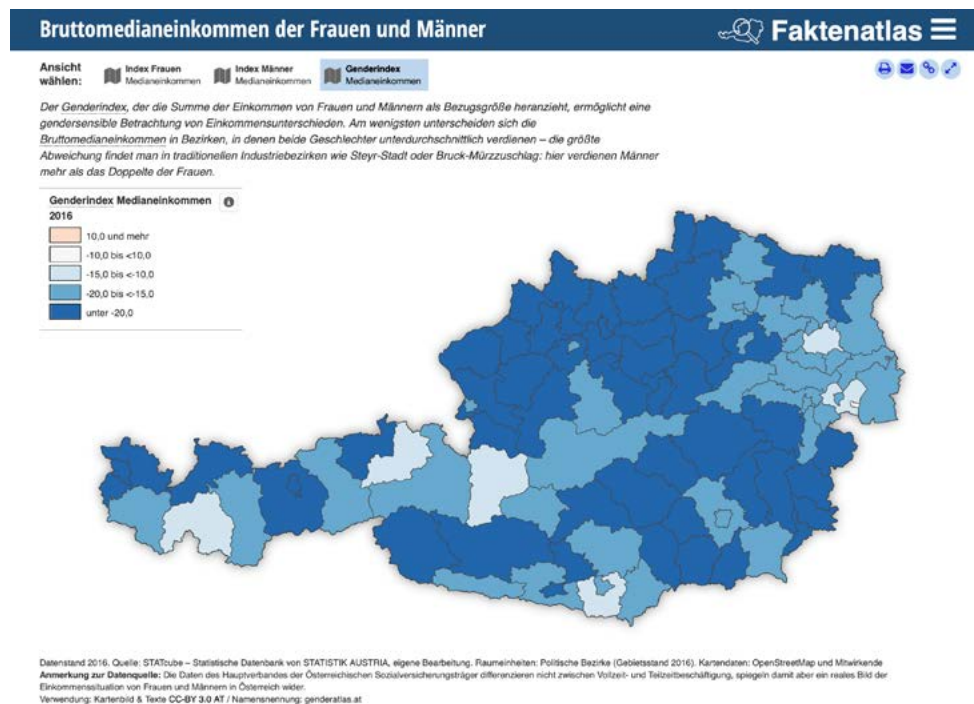 Bruttomedianeinkommen der Frauen und Männer
Faktenatlas
Ansicht wählen:
Index Frauen Medianeinkommen
Index Männer Medianeinkommen
Genderindex Medianeinkommen
Der Genderindex, der die Summe der Einkommen von Frauen und Männern als Bezugsgröße heranzieht, ermöglicht eine
gendersensible Betrachtung von Einkommensunterschieden. Am wenigsten unterscheiden sich die
Bruttomedianeinkommen in Bezirken, in denen beide Geschlechter unterdurchschnittlich verdienen – die größte
Abweichung findet man in traditionellen Industriebezirken wie Steyr-Stadt oder Bruck-Mürzzuschlag: hier verdienen Männer
mehr als das Doppelte der Frauen.
Genderindex Medianeinkommen
2016
10,0 und mehr
-10,0 bis <10,0
-15,0 bis <-10,0
-20,0 bis <-15,0
unter -20,0
Datenstand 2016. Quelle: STATcube – Statistische Datenbank von STATISTIK AUSTRIA, eigene Bearbeitung. Raumeinheiten: Politische Bezirke (Gebietsstand 2016). Kartendaten: OpenStreetMap und Mitwirkende
Anmerkung zur Datenquelle: Die Daten des Hauptverbandes der Österreichischen Sozialversicherungsträger differenzieren nicht zwischen Vollzeit- und Teilzeitbeschäftigung, spiegeln damit aber ein reales Bild der
Einkommenssituation von Frauen und Männern in Österreich wider.
Verwendung: Kartenbild & Texte CC-BY 3.0 AT / Namensnennung: genderatlas.at